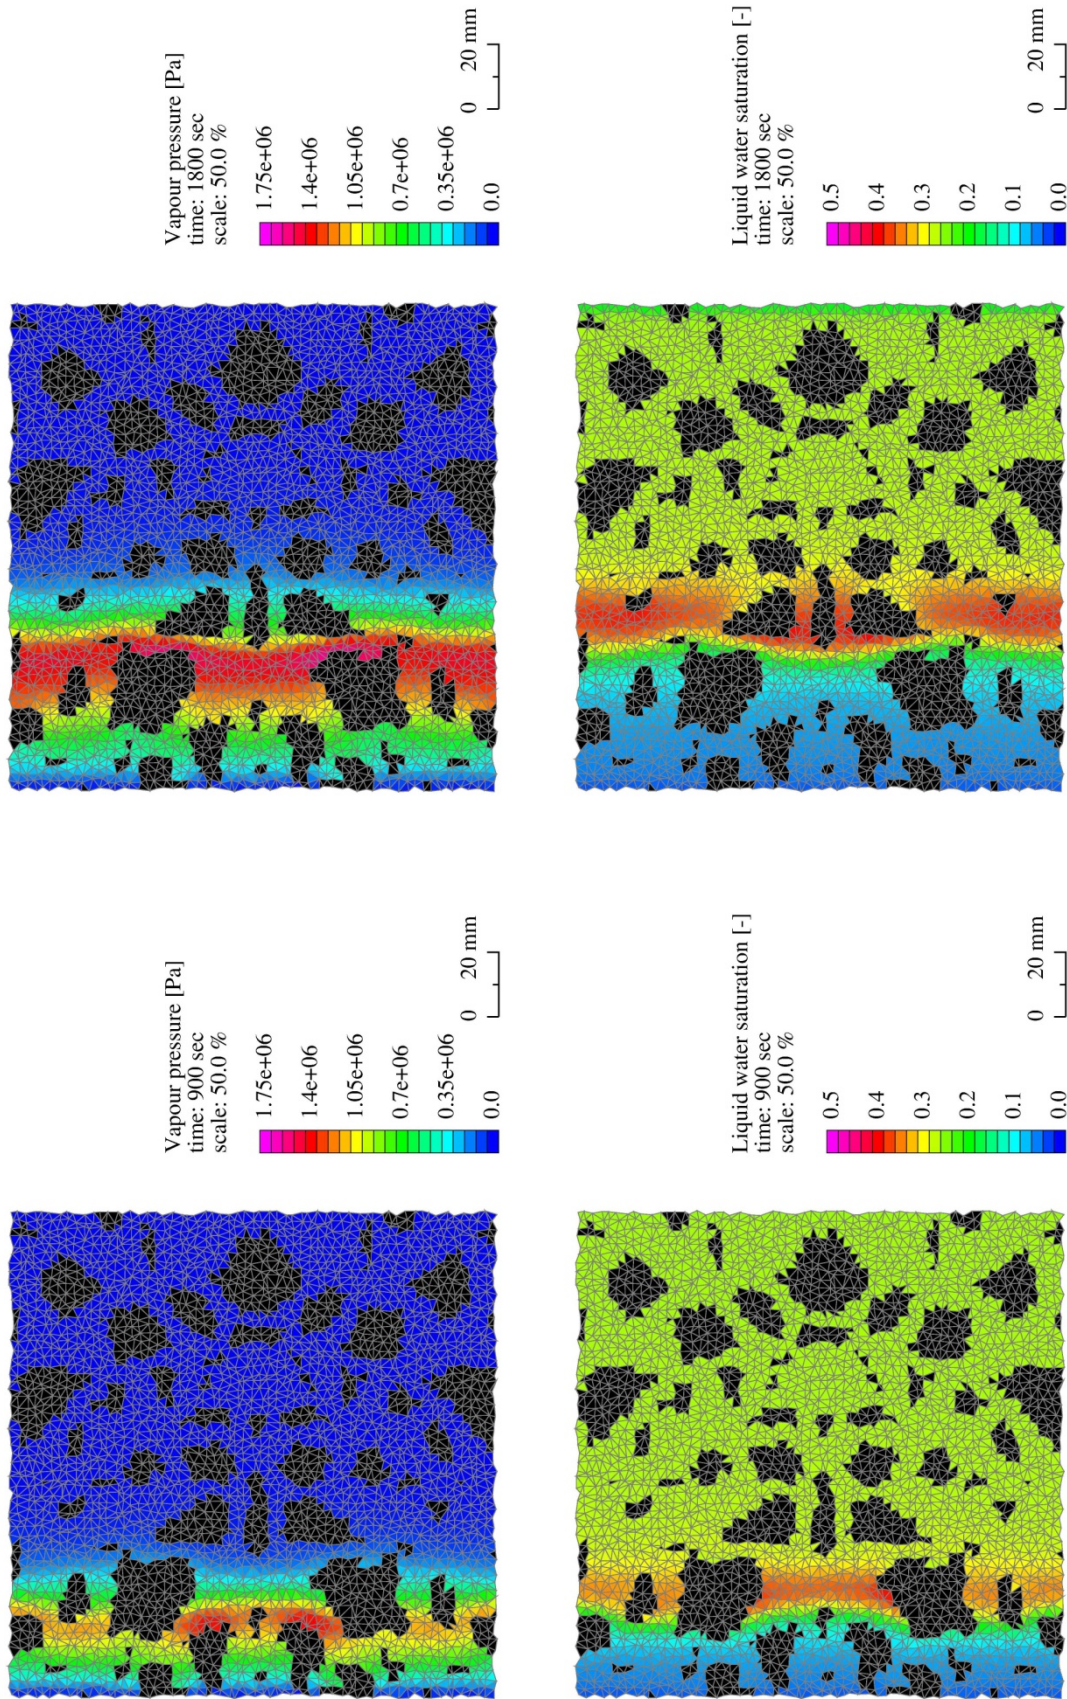 Vapour pressure [Pa]
time: 1800 sec
scale: 50.0 %
1.75e+06
1.4e+06
1.05e+06
0.7e+06
0.35e+06
0.0
0 20 mm
Liquid water saturation [-]
time: 1800 sec
scale: 50.0 %
0.5
0.4
0.3
0.2
0.1
0.0
0 20 mm
Vapour pressure [Pa]
time: 900 sec
scale: 50.0 %
1.75e+06
1.4e+06
1.05e+06
0.7e+06
0.35e+06
0.0
0 20 mm
Liquid water saturation [-]
time: 900 sec
scale: 50.0 %
0.5
0.4
0.3
0.2
0.1
0.0
0 20 mm